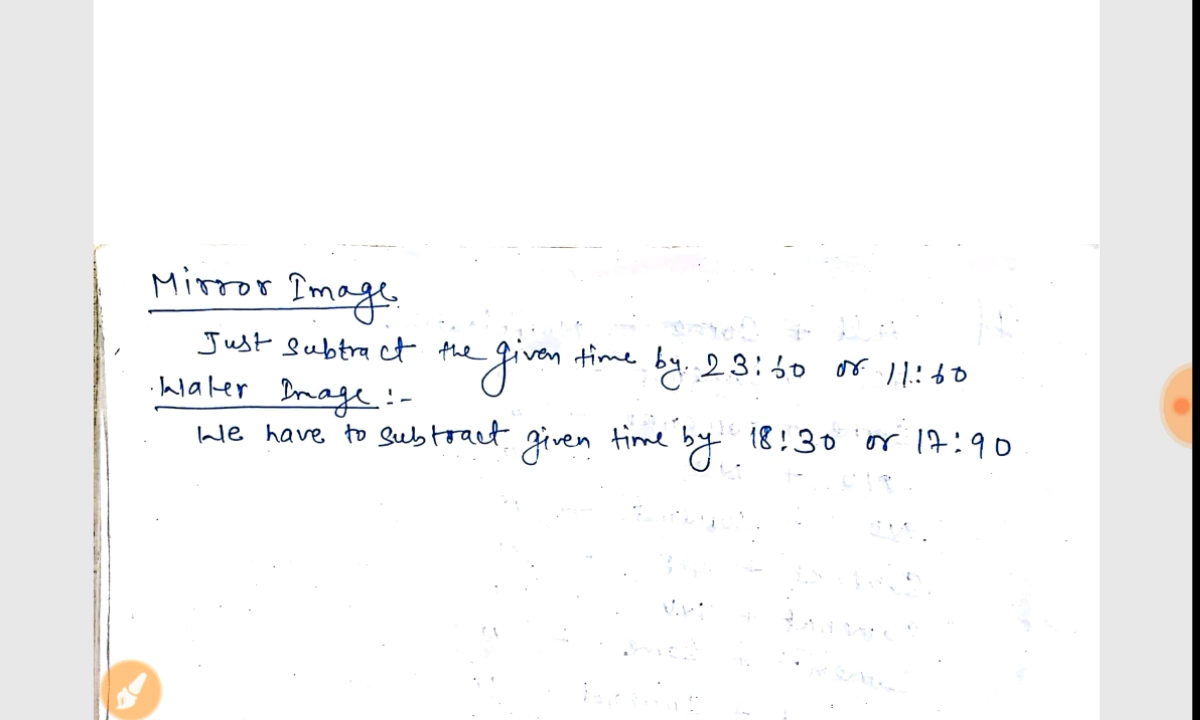 Mirror Image
Just Subtract the given time by 23:60 or 11:60
Water Image :-
We have to Subtract given time by 18:30 or 17:90